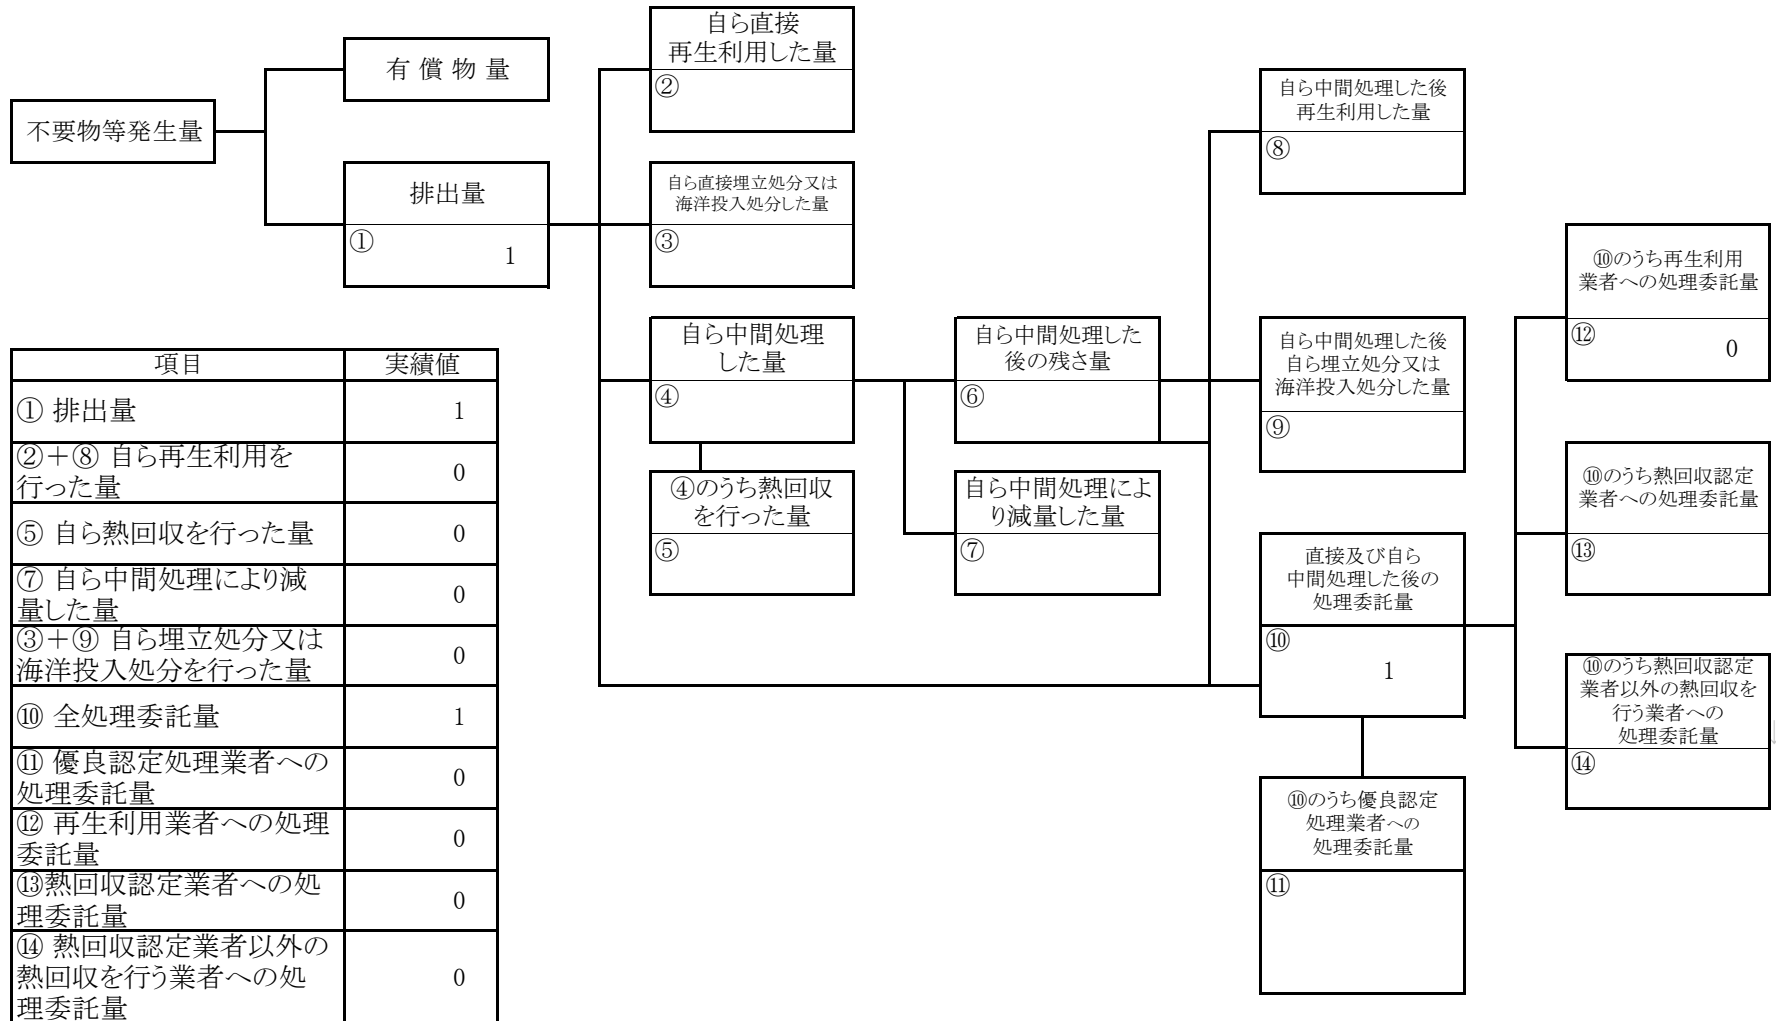 不要物等発生量
有 償 物 量
排出量
①
1
自ら直接
再生利用した量
②
自ら直接埋立処分又は
海洋投入処分した量
③
自ら中間処理
した量
④
④のうち熱回収
を行った量
⑤
自ら中間処理した
後の残さ量
⑥
自ら中間処理によ
り減量した量
⑦
自ら中間処理した後
再生利用した量
⑧
自ら中間処理した後
自ら埋立処分又は
海洋投入処分した量
⑨
直接及び自ら
中間処理した後の
処理委託量
⑩
1
⑩のうち優良認定
処理業者への
処理委託量
⑪
⑩のうち再生利用
業者への処理委託量
⑫
0
⑩のうち熱回収認定
業者への処理委託量
⑬
⑩のうち熱回収認定
業者以外の熱回収を
行う業者への
処理委託量
⑭
項目 実績値
① 排出量 1
②+⑧ 自ら再生利用を
行った量 0
⑤ 自ら熱回収を行った量 0
⑦ 自ら中間処理により減
量した量 0
③+⑨ 自ら埋立処分又は
海洋投入処分を行った量 0
⑩ 全処理委託量 1
⑪ 優良認定処理業者への
処理委託量 0
⑫ 再生利用業者への処理
委託量 0
⑬熱回収認定業者への処
理委託量 0
⑭ 熱回収認定業者以外の
熱回収を行う業者への処
理委託量 0